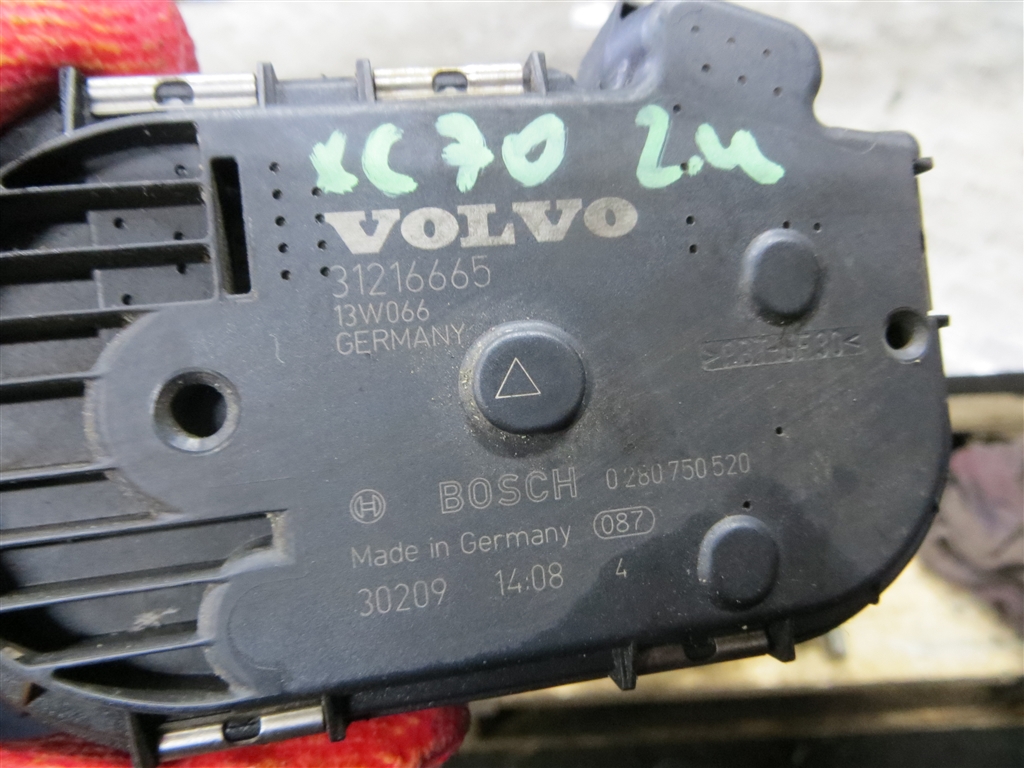 XC70 2.4
VOLVO
31216665
13W066
GERMANY
BOSCH 0 280 750 520
Made in Germany 087
30209 14:08 4